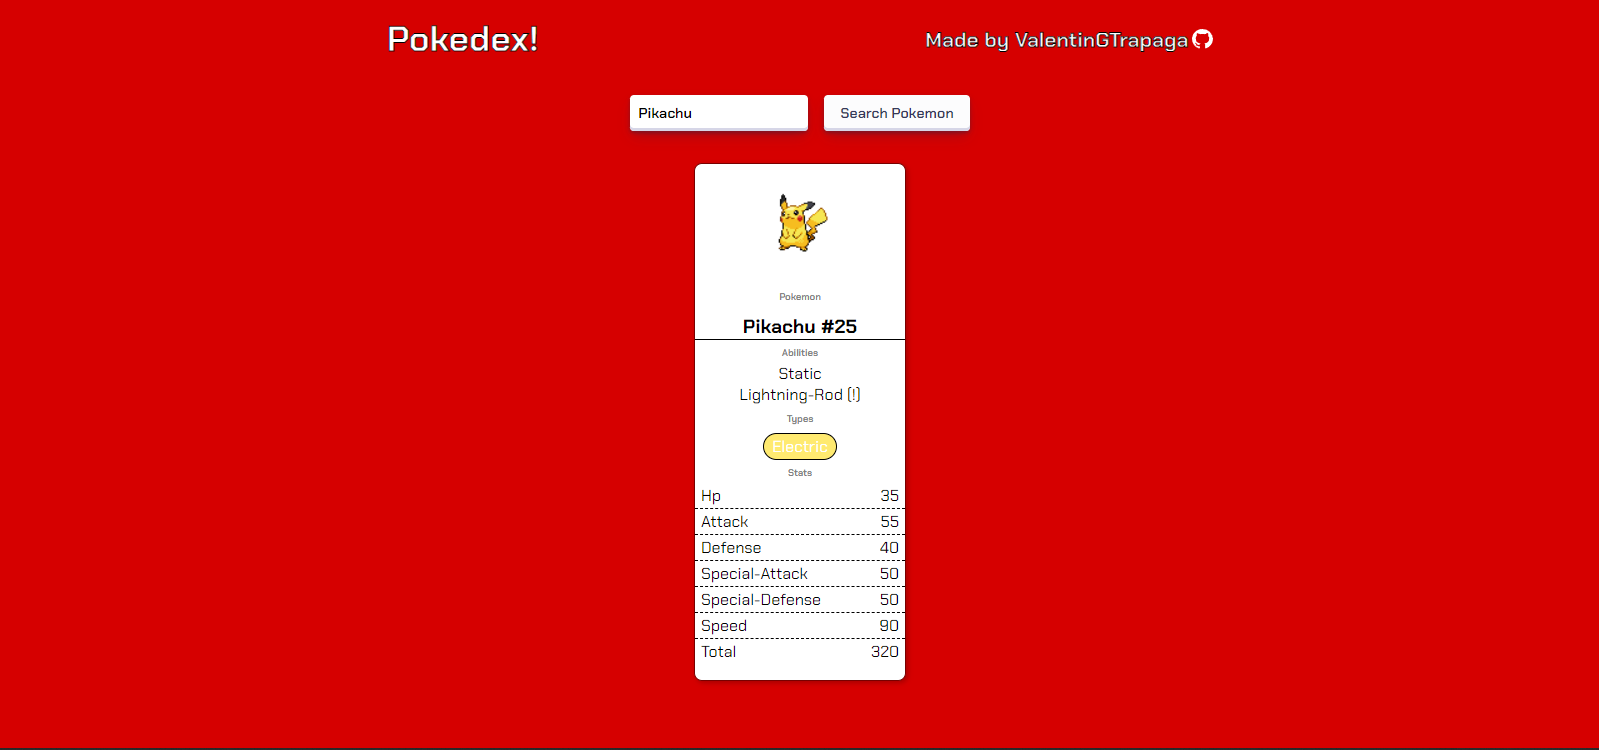 Pokedex!
Made by ValentinGTrapaga
Pikachu
Search Pokemon
Pokemon
Pikachu #25
Abilities
Static
Lightning-Rod (!)
Types
Electric
Stats
Hp 35
Attack 55
Defense 40
Special-Attack 50
Special-Defense 50
Speed 90
Total 320